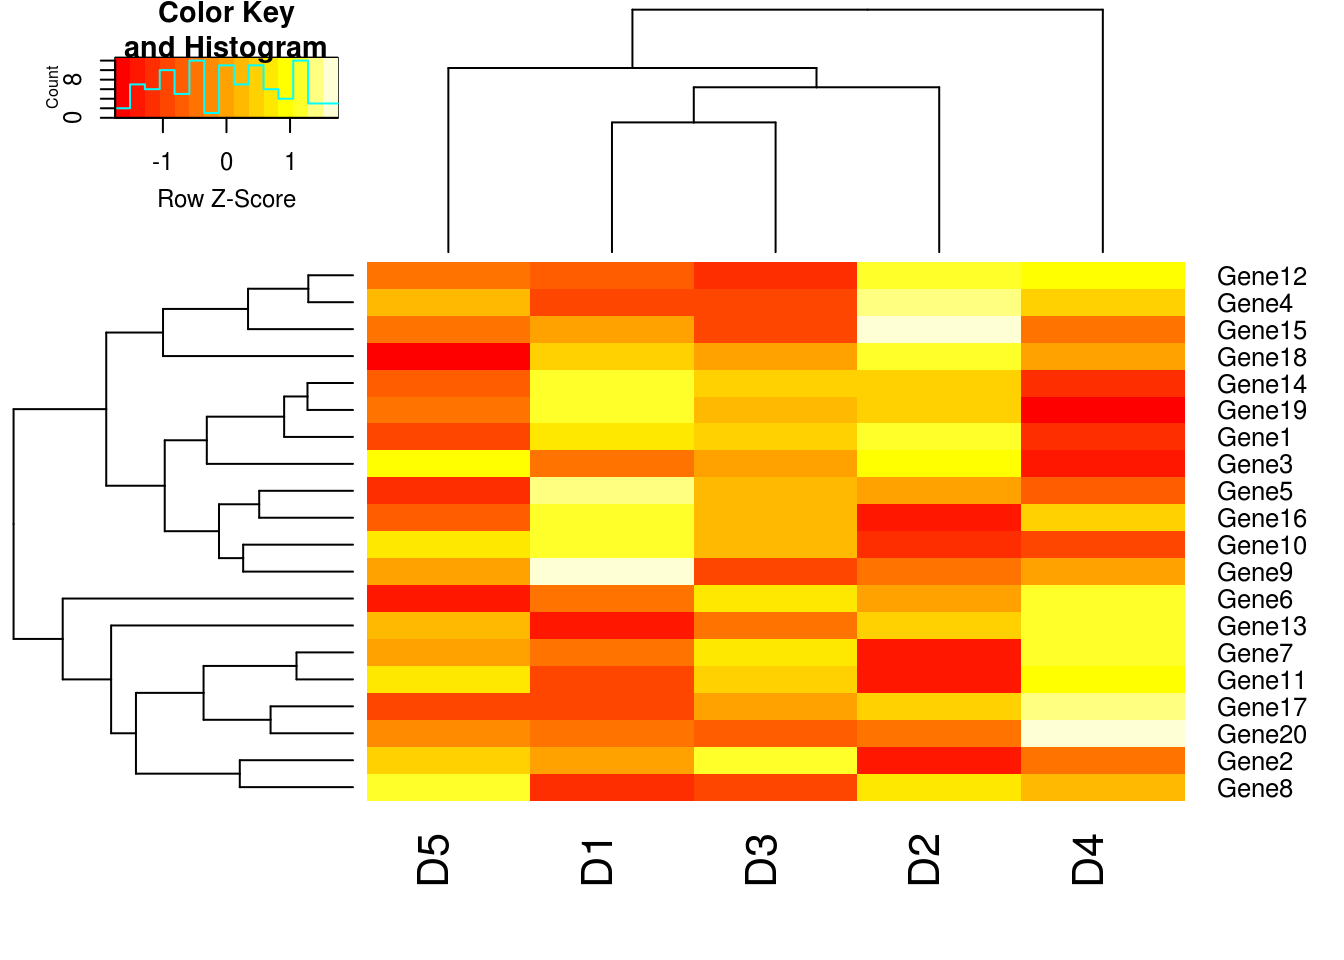 Color Key
and Histogram
Count
0 8
-1 0 1
Row Z-Score
Gene12
Gene4
Gene15
Gene18
Gene14
Gene19
Gene1
Gene3
Gene5
Gene16
Gene10
Gene9
Gene6
Gene13
Gene7
Gene11
Gene17
Gene20
Gene2
Gene8
D5 D1 D3 D2 D4